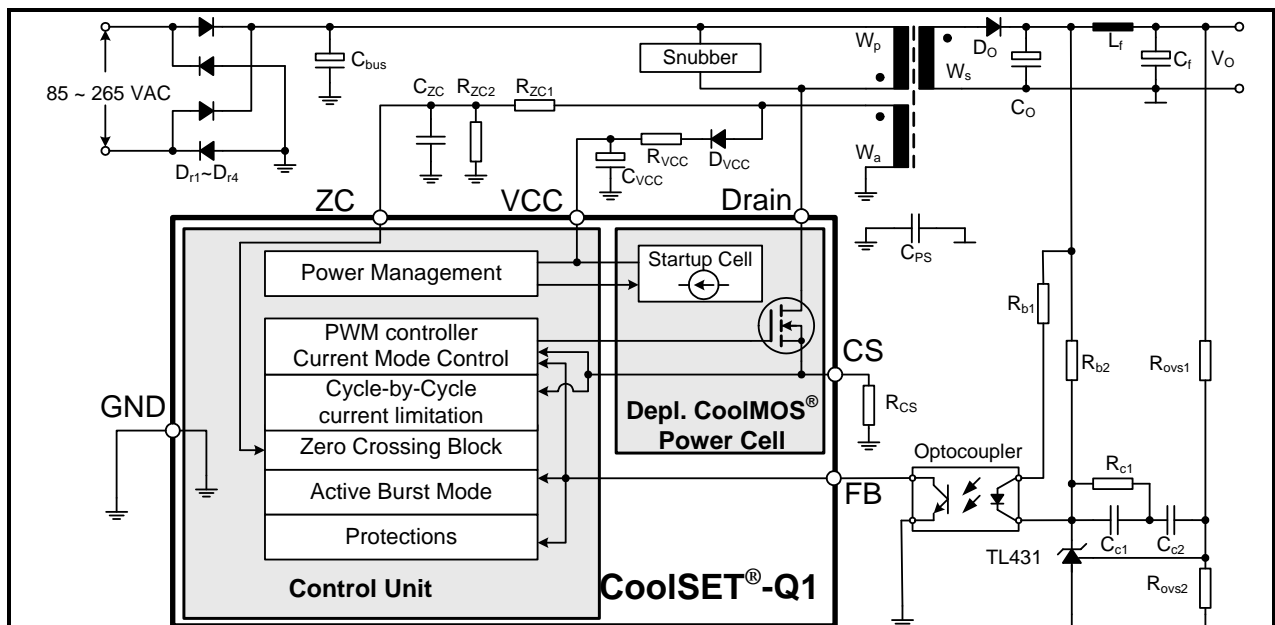 85 ~ 265 VAC
Dr1~Dr4
Cbus
Snubber
Wp
Ws
Wa
DO
CO
Lf
Cf
VO
CZC
RZC2
RZC1
RVCC
DVCC
CVCC
ZC
VCC
Drain
CPS
Power Management
Startup Cell
PWM controller
Current Mode Control
Cycle-by-Cycle
current limitation
Zero Crossing Block
Active Burst Mode
Protections
Control Unit
Depl. CoolMOS®
Power Cell
CoolSET®-Q1
GND
CS
RCS
FB
Optocoupler
Rb1
Rb2
Rovs1
Rc1
Cc1
Cc2
TL431
Rovs2